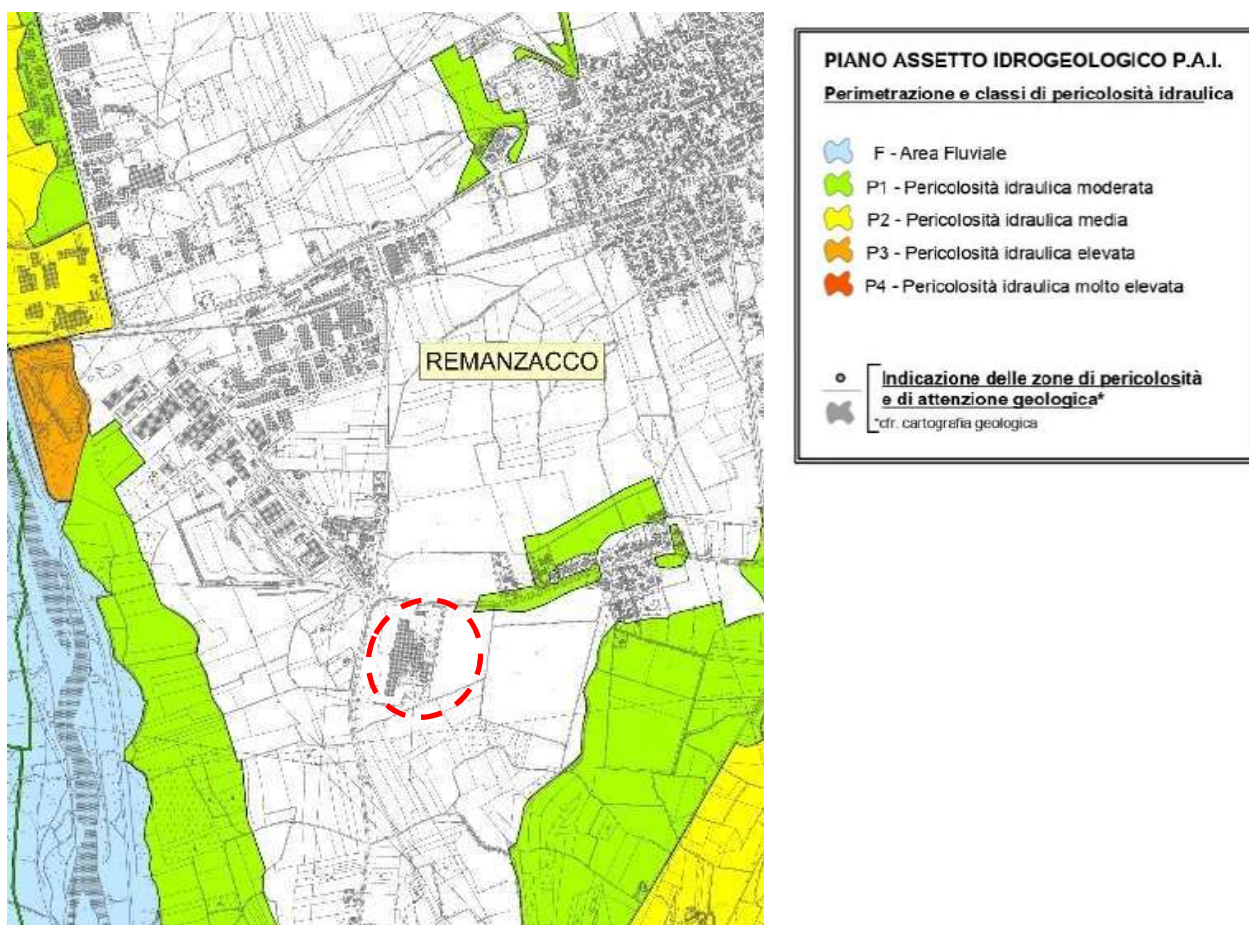 REMANZACCO
PIANO ASSETTO IDROGEOLOGICO P.A.I.
Perimetrazione e classi di pericolosità idraulica
F - Area Fluviale
P1 - Pericolosità idraulica moderata
P2 - Pericolosità idraulica media
P3 - Pericolosità idraulica elevata
P4 - Pericolosità idraulica molto elevata
Indicazione delle zone di pericolosità
e di attenzione geologica*
*cfr. cartografia geologica